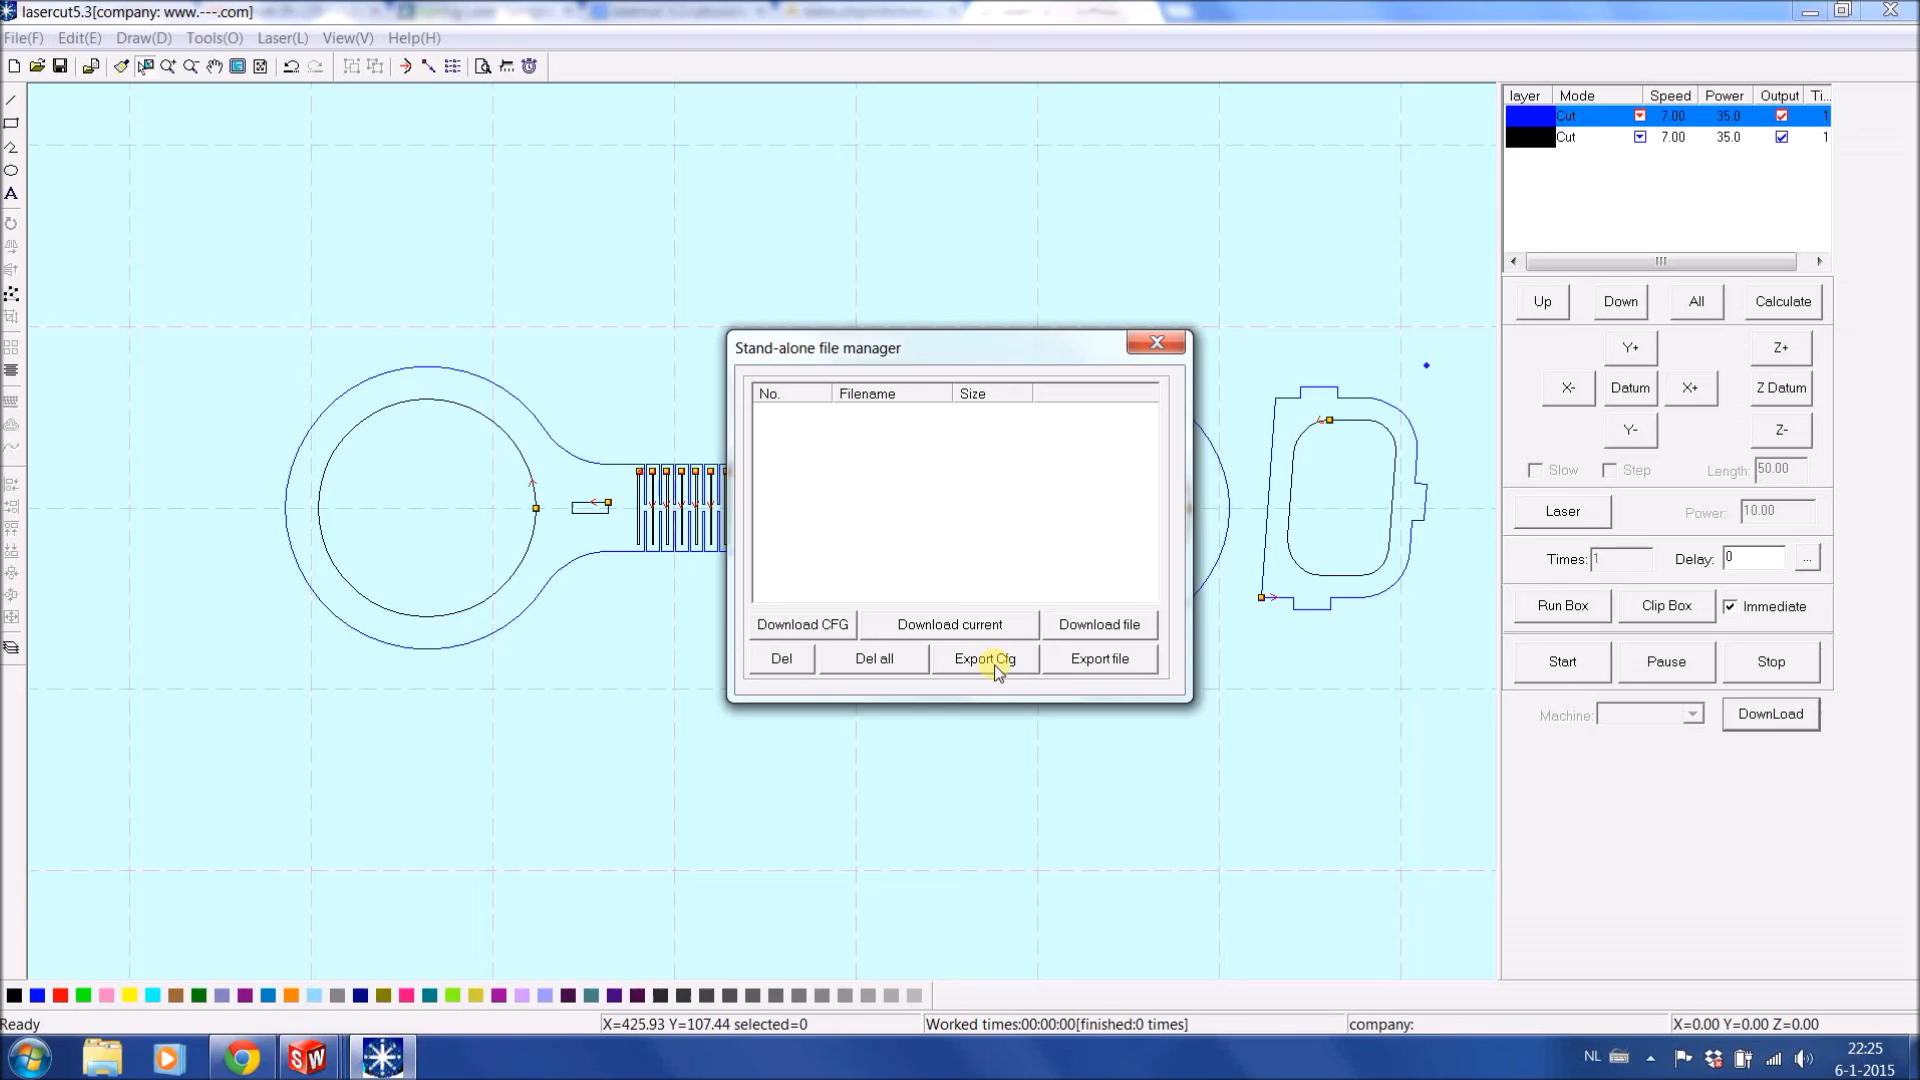 lasercut5.3[company: www.---.com]
File(F) Edit(E) Draw(D) Tools(O) Laser(L) View(V) Help(H)
A
layer Mode Speed Power Output Ti...
Cut 7.00 35.0 1
Cut 7.00 35.0 1
Up Down All Calculate
Y+ Z+
X- Datum X+ Z Datum
Y- Z-
Slow Step Length: 50.00
Laser Power: 10.00
Times: 1 Delay: 0 ...
Run Box Clip Box Immediate
Start Pause Stop
Machine: DownLoad
Stand-alone file manager
No. Filename Size
Download CFG Download current Download file
Del Del all Export Cfg Export file
Ready X=425.93 Y=107.44 selected=0 Worked times:00:00:00[finished:0 times] company: X=0.00 Y=0.00 Z=0.00
SW
NL
22:25
6-1-2015